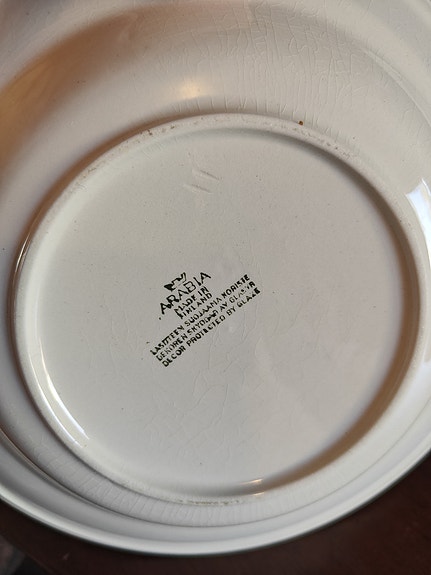 ARABIA
MADE IN
FINLAND
LASITTEEN SUOJAAMA KORISTE
DEKOREN SKYDDAD AV GLASYR
DECOR PROTECTED BY GLAZE